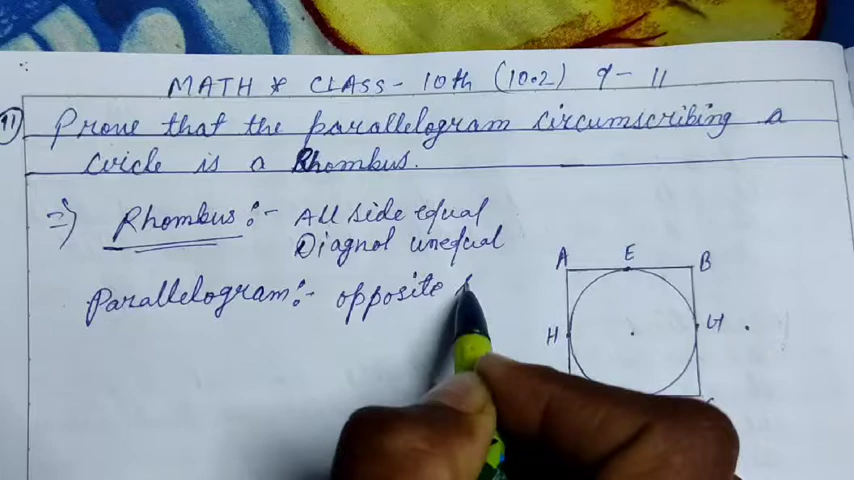 MATH * CLASS - 10th (10.2) 9 - 11
11) Prove that the parallelogram circumscribing a
circle is a Rhombus.
=> Rhombus :- All side equal
Diagnol unequal
Parallelogram :- opposite
A E B
H G